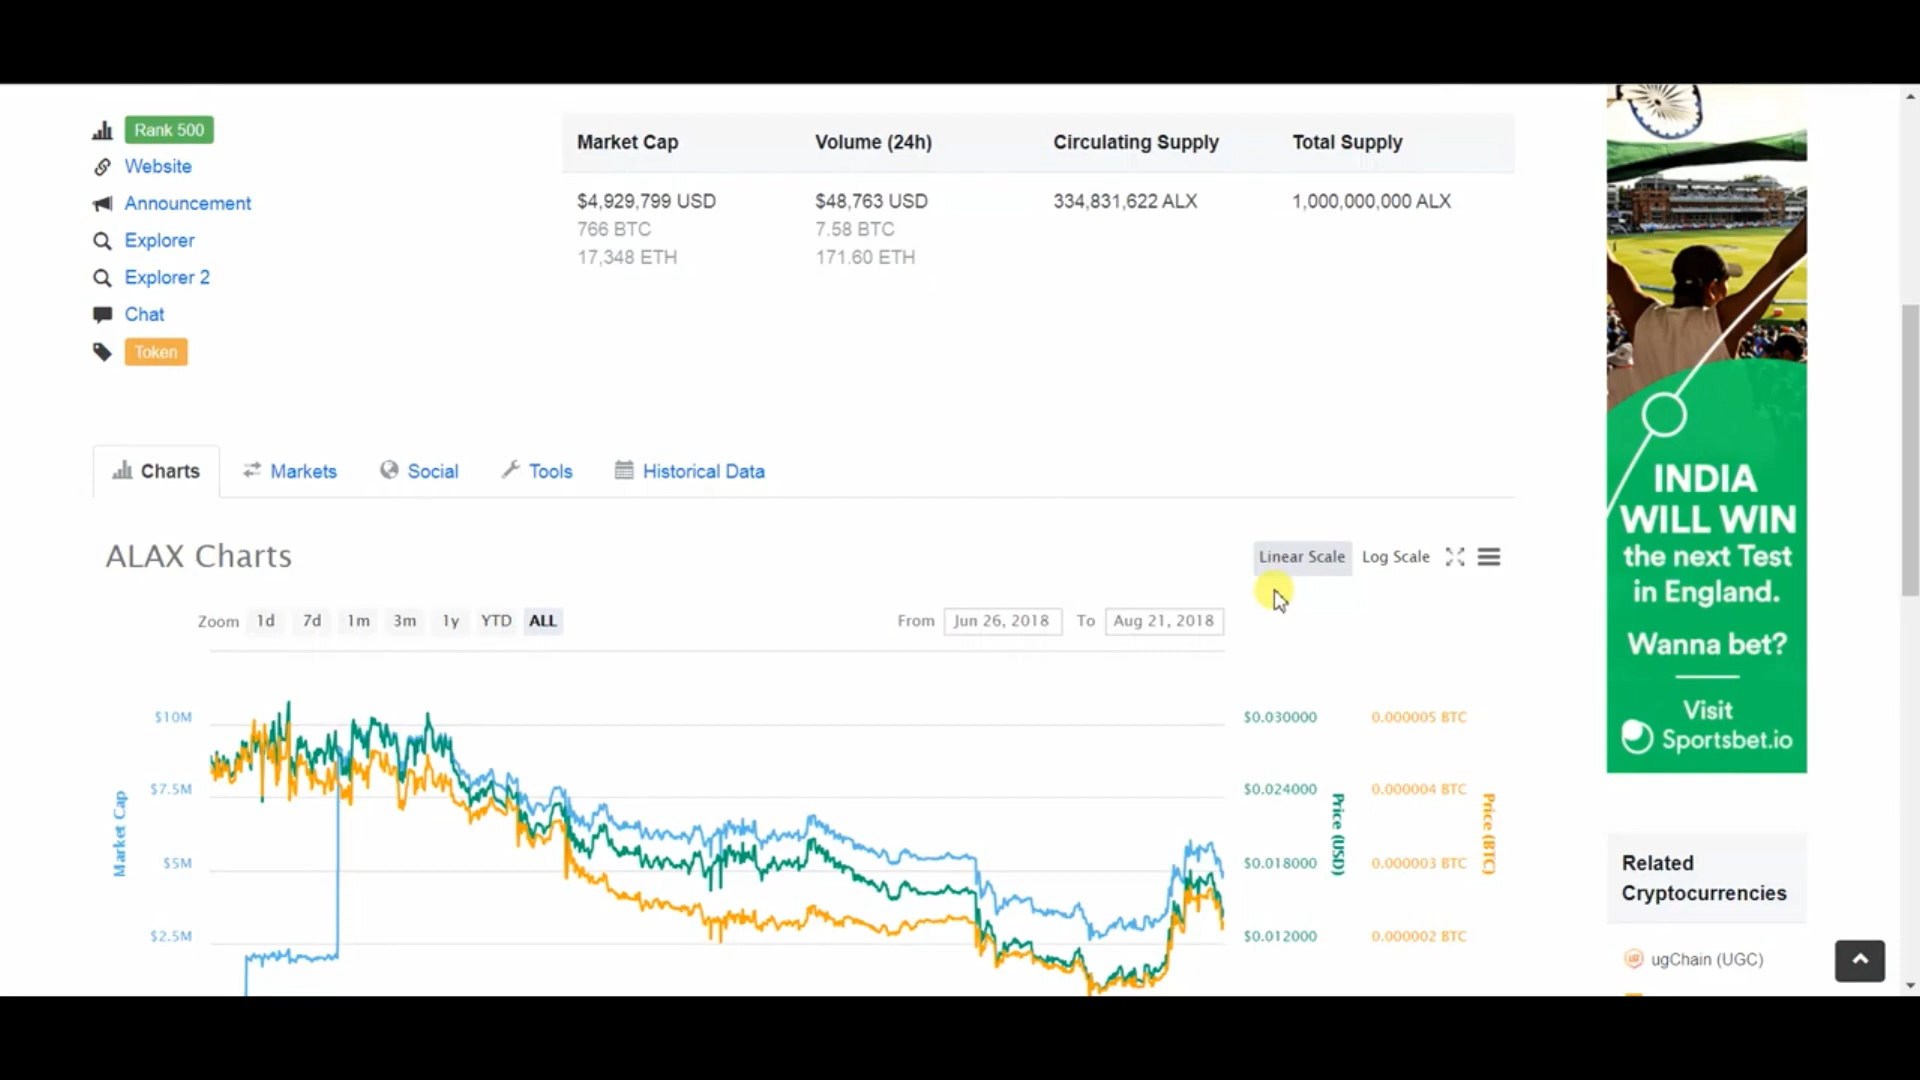 Rank 500
Website
Announcement
Explorer
Explorer 2
Chat
Token
Market Cap Volume (24h) Circulating Supply Total Supply
$4,929,799 USD $48,763 USD 334,831,622 ALX 1,000,000,000 ALX
766 BTC 7.58 BTC
17,348 ETH 171.60 ETH
Charts Markets Social Tools Historical Data
ALAX Charts
Linear Scale Log Scale
Zoom 1d 7d 1m 3m 1y YTD ALL
From Jun 26, 2018 To Aug 21, 2018
$10M $0.030000 0.000005 BTC
$7.5M $0.024000 0.000004 BTC
$5M $0.018000 0.000003 BTC
$2.5M $0.012000 0.000002 BTC
Market Cap
Price (USD)
Price (BTC)
INDIA
WILL WIN
the next Test
in England.
Wanna bet?
Visit
Sportsbet.io
Related
Cryptocurrencies
ugChain (UGC)